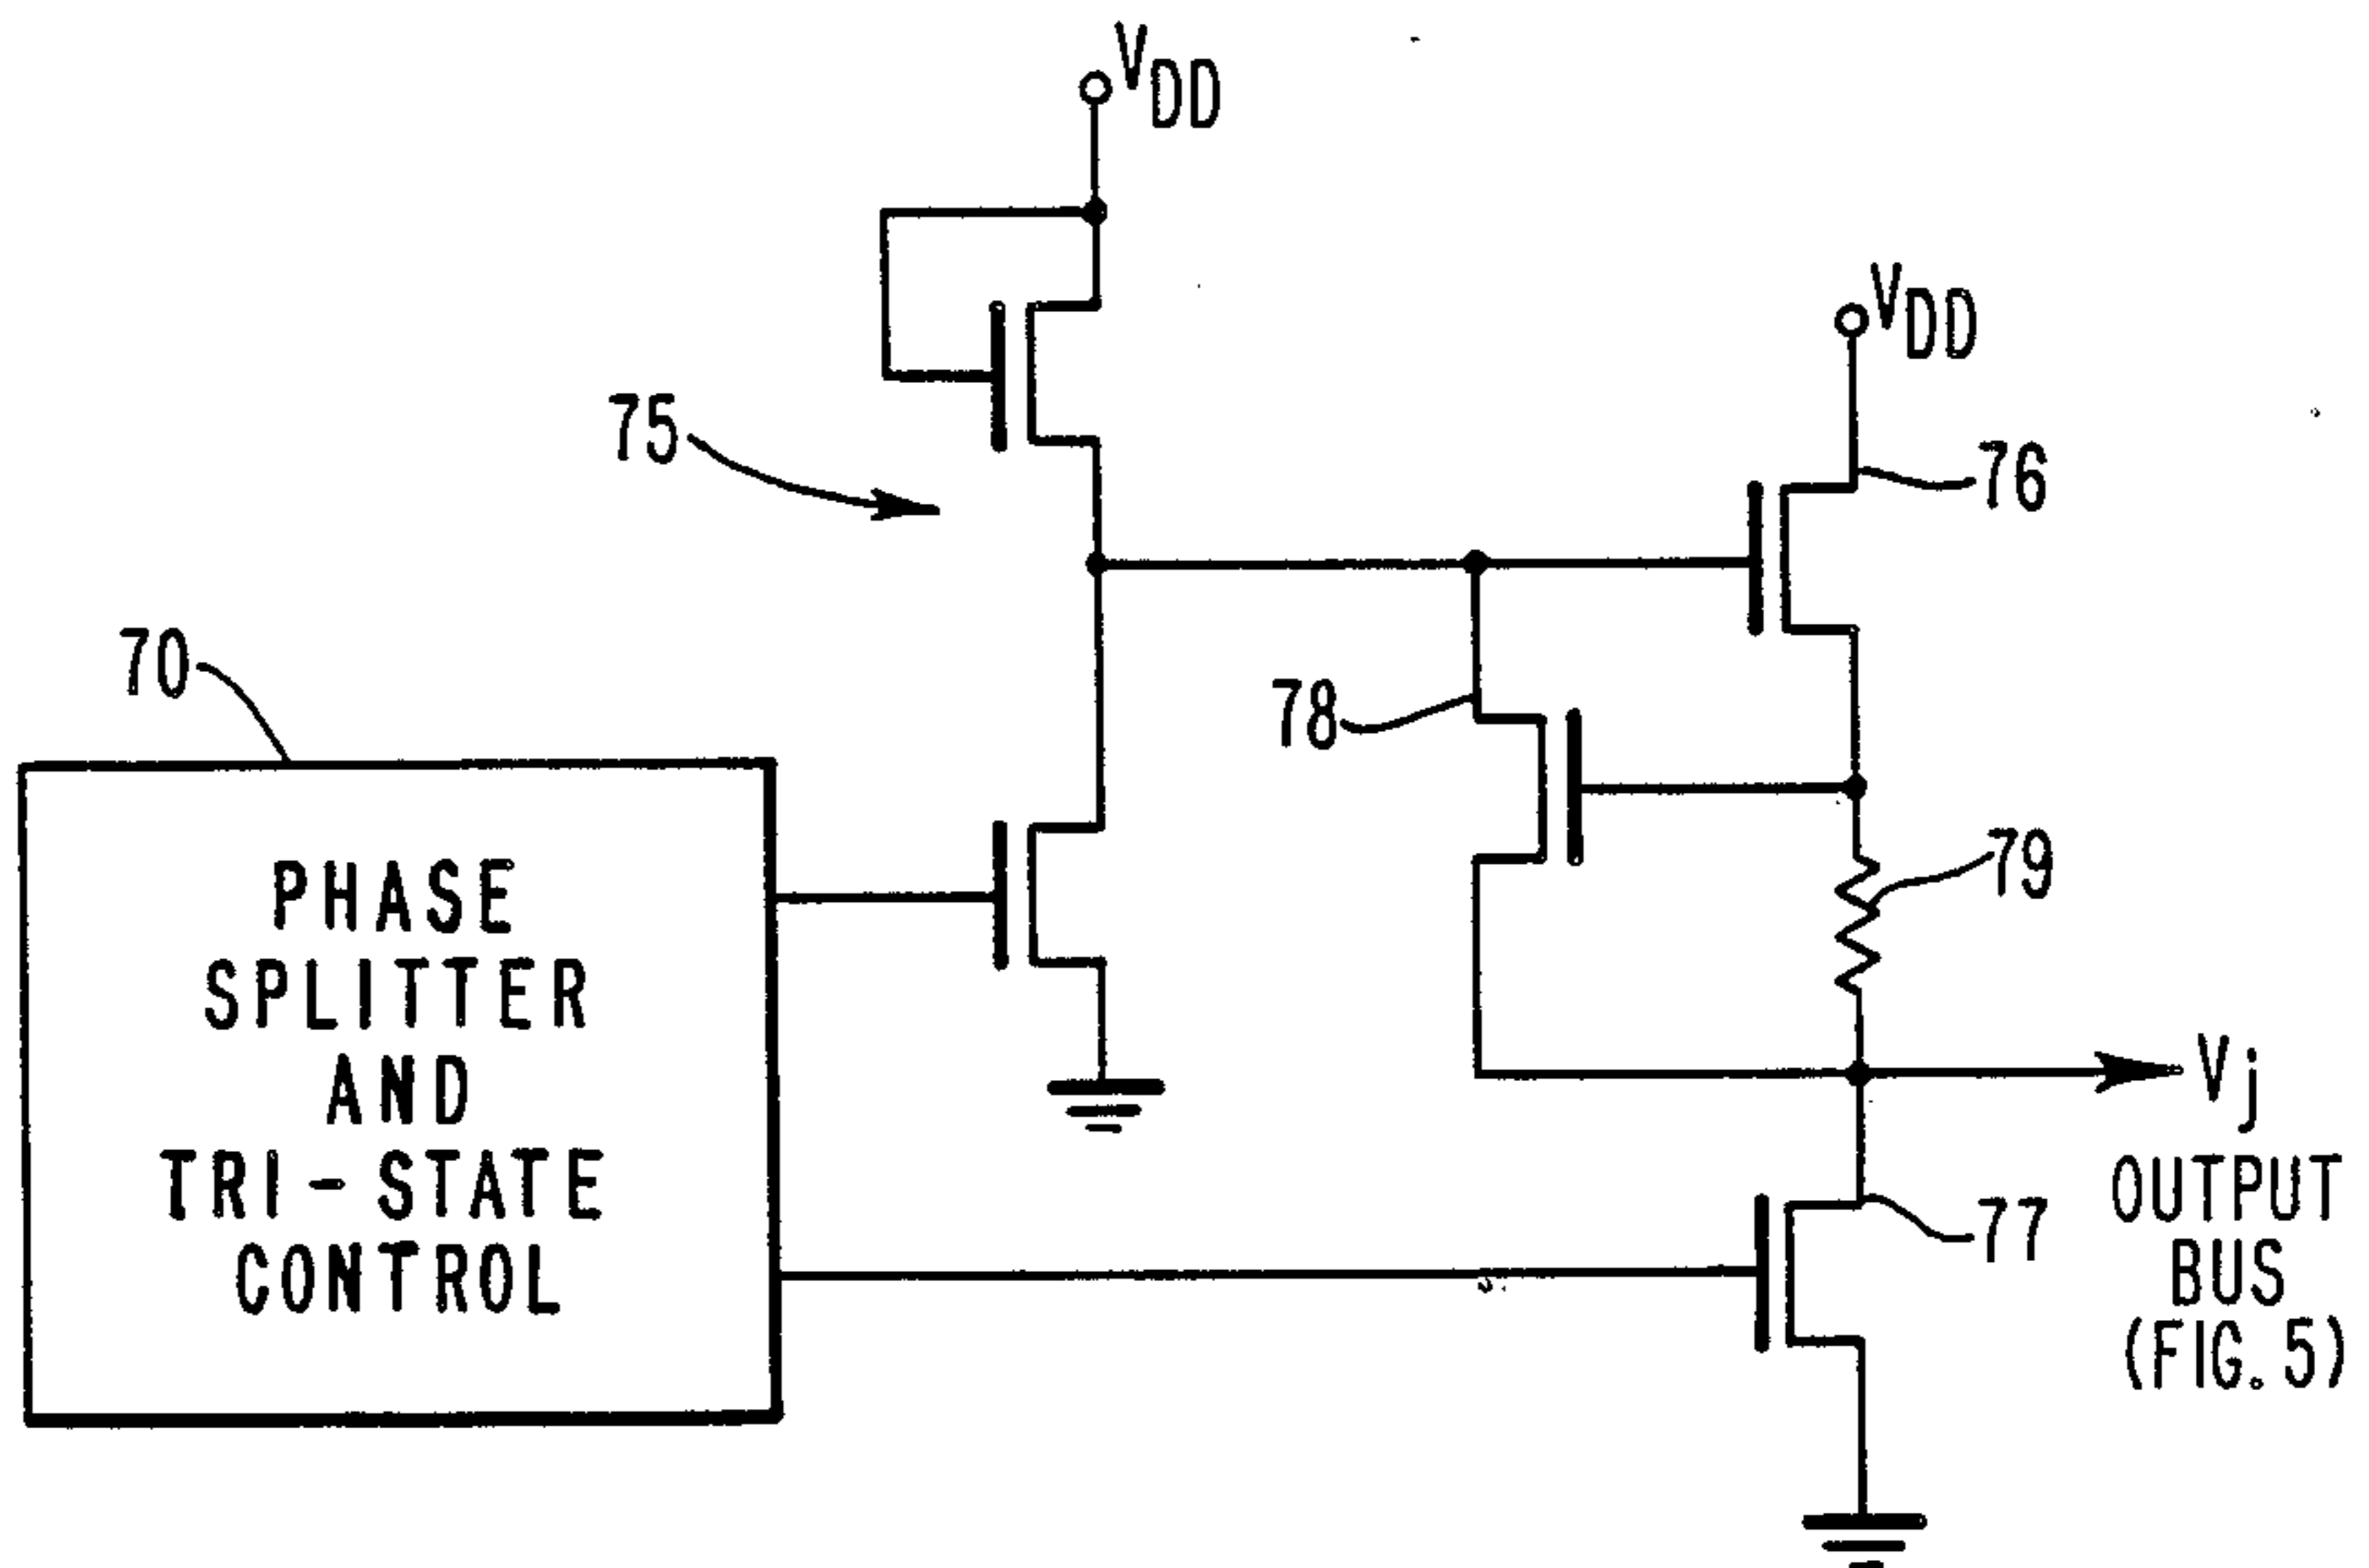 VDD
VDD
75
76
70
78
79
PHASE
SPLITTER
AND
TRI-STATE
CONTROL
Vj
OUTPUT
BUS
(FIG. 5)
77